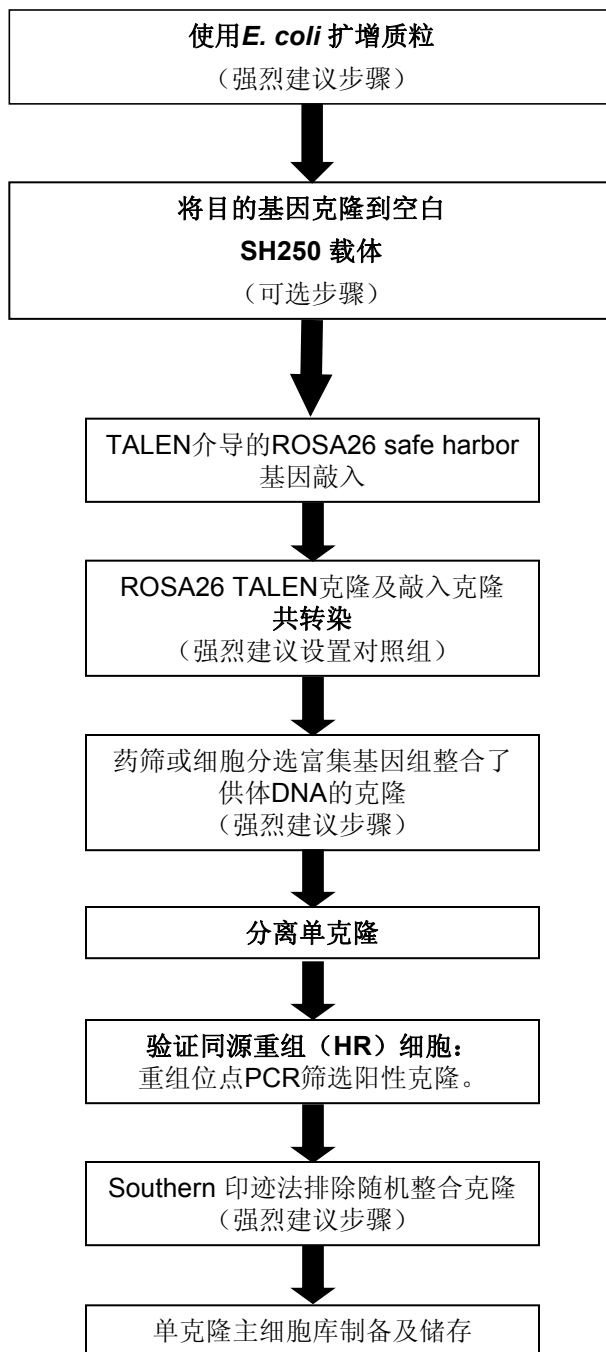 使用E. coli 扩增质粒
（强烈建议步骤）
将目的基因克隆到空白
SH250 载体
（可选步骤）
TALEN介导的ROSA26 safe harbor
基因敲入
ROSA26 TALEN克隆及敲入克隆
共转染
（强烈建议设置对照组）
药筛或细胞分选富集基因组整合了
供体DNA的克隆
（强烈建议步骤）
分离单克隆
验证同源重组（HR）细胞：
重组位点PCR筛选阳性克隆。
Southern 印迹法排除随机整合克隆
（强烈建议步骤）
单克隆主细胞库制备及储存